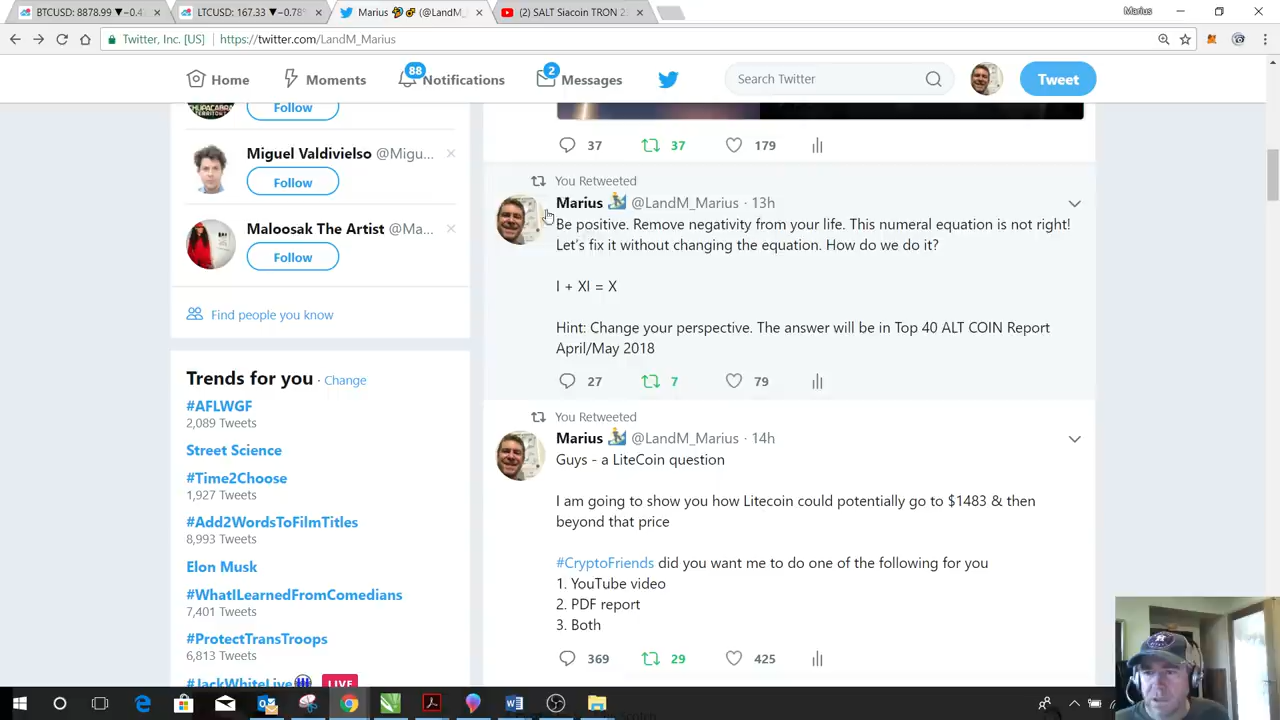 BTCUSD: 8878.99 ▼-0.4
LTCUSD: 167.33 ▼-0.78
Marius (@LandM_
(2) SALT Siacoin TRON 2
Marius
Twitter, Inc. [US]
https://twitter.com/LandM_Marius
Home
Moments
88
Notifications
2
Messages
Search Twitter
Tweet
CHUPACABRA
TERRITORY
Follow
Miguel Valdivielso @Migu...
Follow
Maloosak The Artist @Ma...
Follow
Find people you know
Trends for you · Change
#AFLWGF
2,089 Tweets
Street Science
#Time2Choose
1,927 Tweets
#Add2WordsToFilmTitles
8,993 Tweets
Elon Musk
#WhatILearnedFromComedians
7,401 Tweets
#ProtectTransTroops
6,813 Tweets
#JackWhiteLive
LIVE
37 37 179
You Retweeted
Marius @LandM_Marius · 13h
Be positive. Remove negativity from your life. This numeral equation is not right!
Let's fix it without changing the equation. How do we do it?
I + XI = X
Hint: Change your perspective. The answer will be in Top 40 ALT COIN Report
April/May 2018
27 7 79
You Retweeted
Marius @LandM_Marius · 14h
Guys - a LiteCoin question
I am going to show you how Litecoin could potentially go to $1483 & then
beyond that price
#CryptoFriends did you want me to do one of the following for you
1. YouTube video
2. PDF report
3. Both
369 29 425